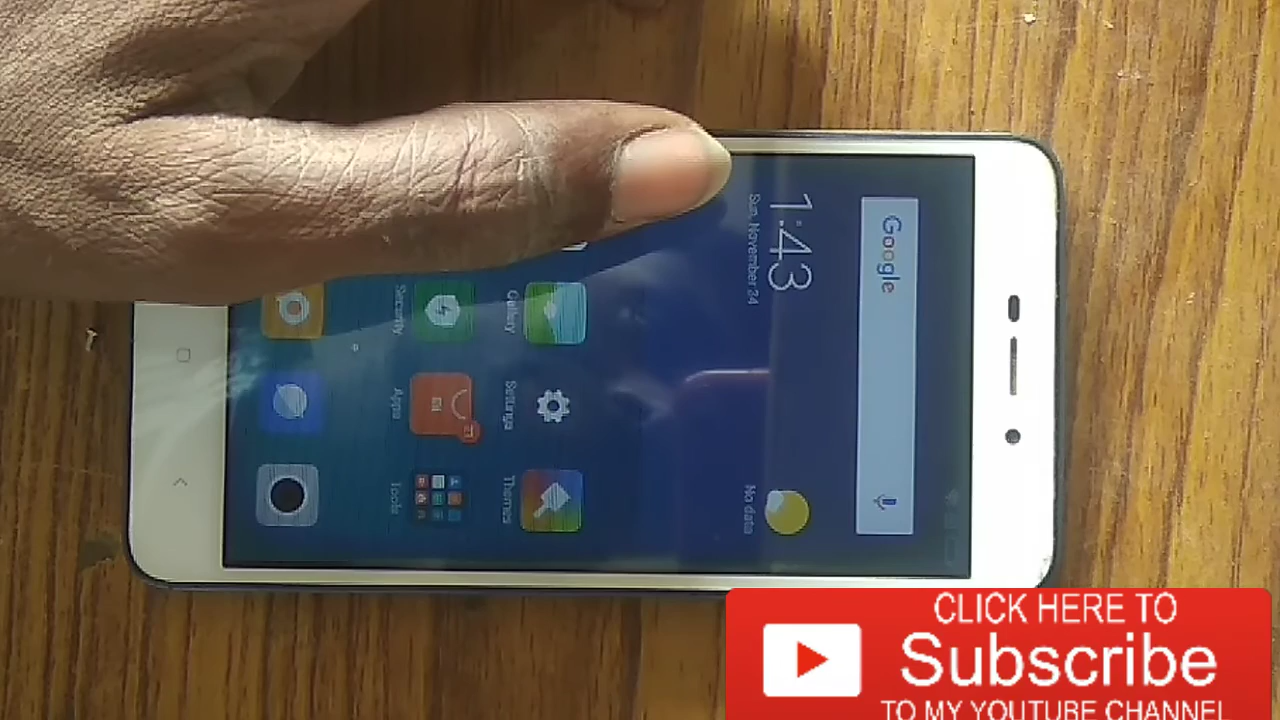 Google
1:43
Sun, November 24
No data
Gallery
Settings
Themes
Security
Apps
Tools
21
CLICK HERE TO
Subscribe
TO MY YOUTUBE CHANNEL